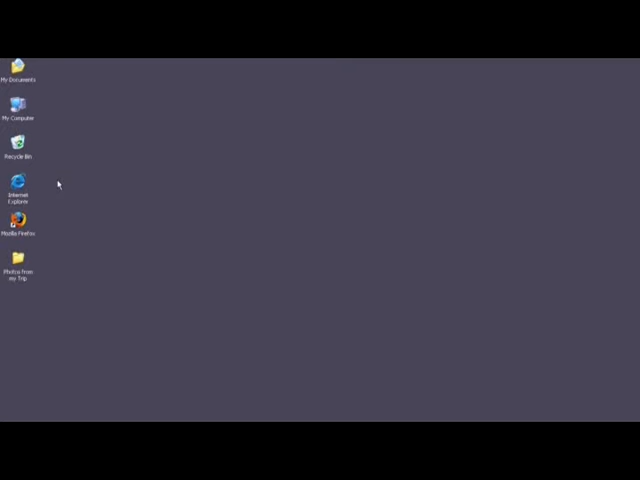 My Documents
My Computer
Recycle Bin
Internet
Explorer
Mozilla Firefox
Photos from
my Trip